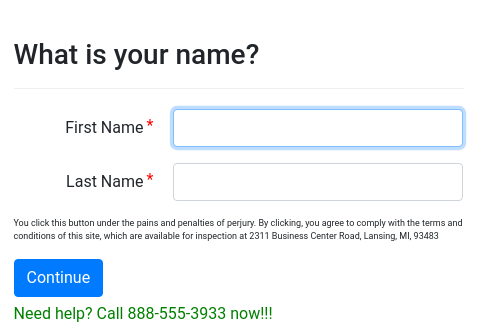 What is your name?
First Name *
Last Name *
You click this button under the pains and penalties of perjury. By clicking, you agree to comply with the terms and
conditions of this site, which are available for inspection at 2311 Business Center Road, Lansing, MI, 93483
Continue
Need help? Call 888-555-3933 now!!!